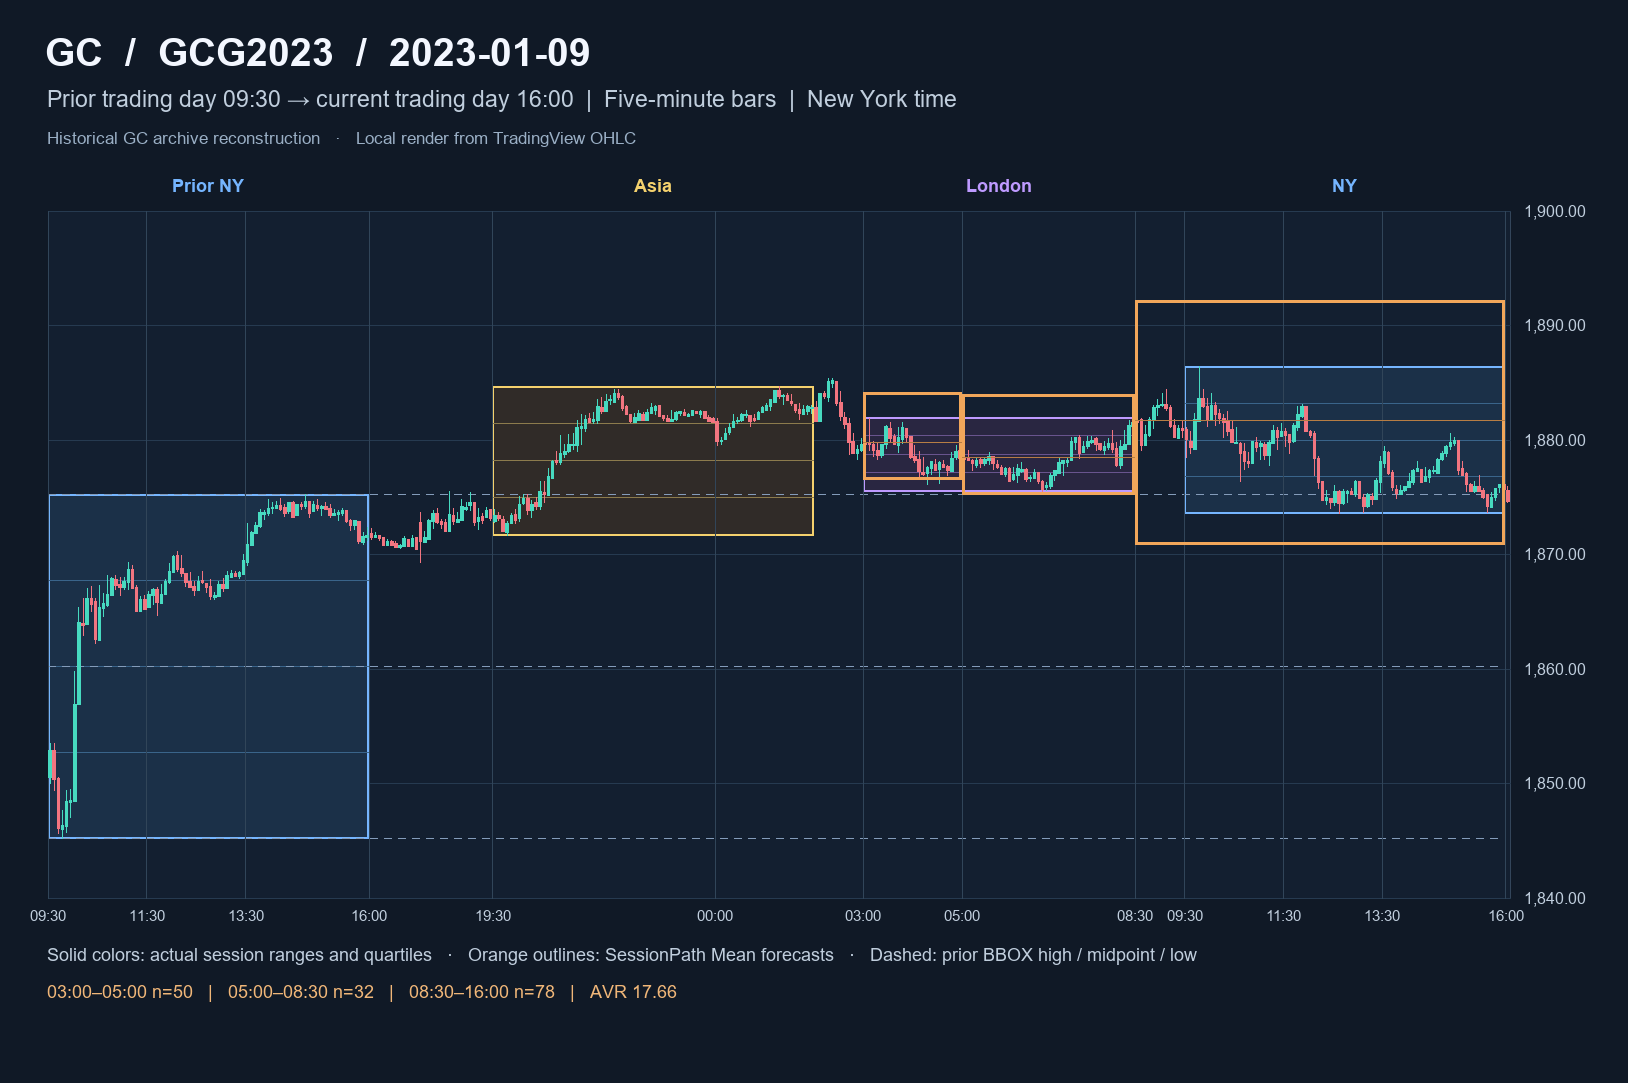 GC / GCG2023 / 2023-01-09
Prior trading day 09:30 → current trading day 16:00 | Five-minute bars | New York time
Historical GC archive reconstruction · Local render from TradingView OHLC
Prior NY Asia London NY
1,900.00
1,890.00
1,880.00
1,870.00
1,860.00
1,850.00
1,840.00
09:30 11:30 13:30 16:00 19:30 00:00 03:00 05:00 08:30 09:30 11:30 13:30 16:00
Solid colors: actual session ranges and quartiles · Orange outlines: SessionPath Mean forecasts · Dashed: prior BBOX high / midpoint / low
03:00–05:00 n=50 | 05:00–08:30 n=32 | 08:30–16:00 n=78 | AVR 17.66